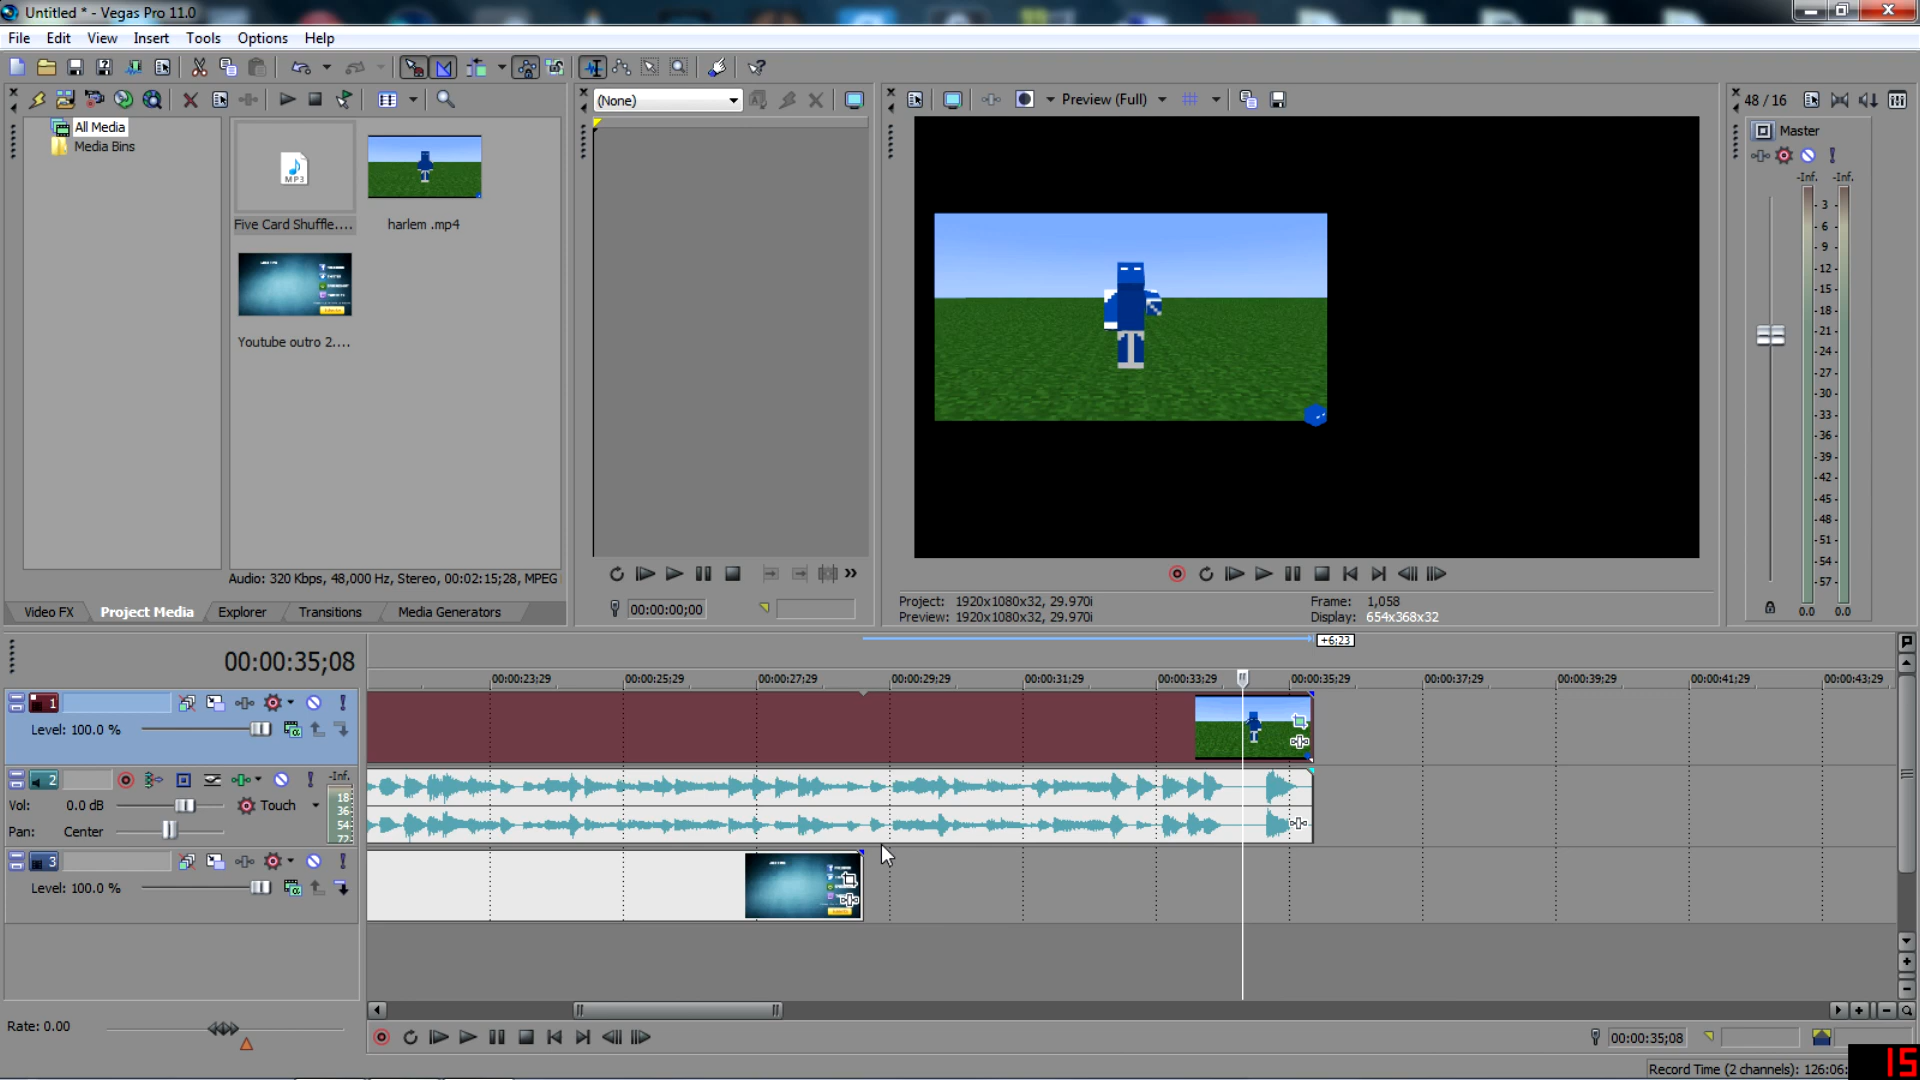 Untitled * - Vegas Pro 11.0
File Edit View Insert Tools Options Help
(None)
Preview (Full)
48 / 16
All Media
Media Bins
MP3
Five Card Shuffle....
harlem .mp4
Youtube outro 2....
Master
-Inf. -Inf.
3
6
9
12
15
18
21
24
27
30
33
36
39
42
45
48
51
54
57
0.0 0.0
Audio: 320 Kbps, 48,000 Hz, Stereo, 00:02:15;28, MPEG
Video FX Project Media Explorer Transitions Media Generators
00:00:00;00
Project: 1920x1080x32, 29.970i
Preview: 1920x1080x32, 29.970i
Frame: 1,058
Display: 654x368x32
+6;23
00:00:35;08
00:00:23;29 00:00:25;29 00:00:27;29 00:00:29;29 00:00:31;29 00:00:33;29 00:00:35;29 00:00:37;29 00:00:39;29 00:00:41;29 00:00:43;29
1
Level: 100.0 %
2
-Inf.
Vol: 0.0 dB Touch
Pan: Center
18
36
54
72
3
Level: 100.0 %
Rate: 0.00
00:00:35;08
Record Time (2 channels): 126:06:
15